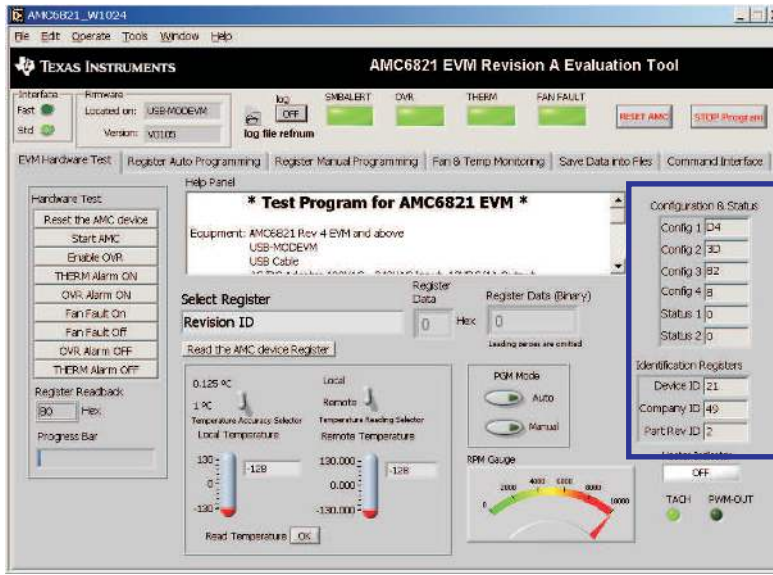 AMC6821_W1024
File Edit Operate Tools Window Help
TEXAS INSTRUMENTS
AMC6821 EVM Revision A Evaluation Tool
Interface
Fast
Std
Firmware
Located on: USB-MODEVM
Version: V0105
log
OFF
log file refnum
SMBALERT OVR THERM FAN FAULT
RESET AMC
STOP Program
EVM Hardware Test Register Auto Programming Register Manual Programming Fan & Temp Monitoring Save Data into Files Command Interface
Hardware Test
Reset the AMC device
Start AMC
Enable OVR
THERM Alarm ON
OVR Alarm ON
Fan Fault On
Fan Fault Off
OVR Alarm OFF
THERM Alarm OFF
Register Readback
80 Hex
Progress Bar
Help Panel
* Test Program for AMC6821 EVM *
Equipment: AMC6821 Rev 4 EVM and above
USB-MODEVM
USB Cable
Select Register
Revision ID
Register Data
0 Hex
Register Data (Binary)
0
Leading zeroes are omitted
Read the AMC device Register
0.125 ºC
1 ºC
Temperature Accuracy Selector
Local
Remote
Temperature Reading Selector
Local Temperature
130
0
-130
-128
Remote Temperature
130.000
0.000
-130.000
-128
Read Temperature OK
PGM Mode
Auto
Manual
RPM Gauge
0 2000 4000 6000 8000 10000
Configuration & Status
Config 1 D4
Config 2 3D
Config 3 82
Config 4 8
Status 1 0
Status 2 0
Identification Registers
Device ID 21
Company ID 49
Part Rev ID 2
OFF
TACH PWM-OUT